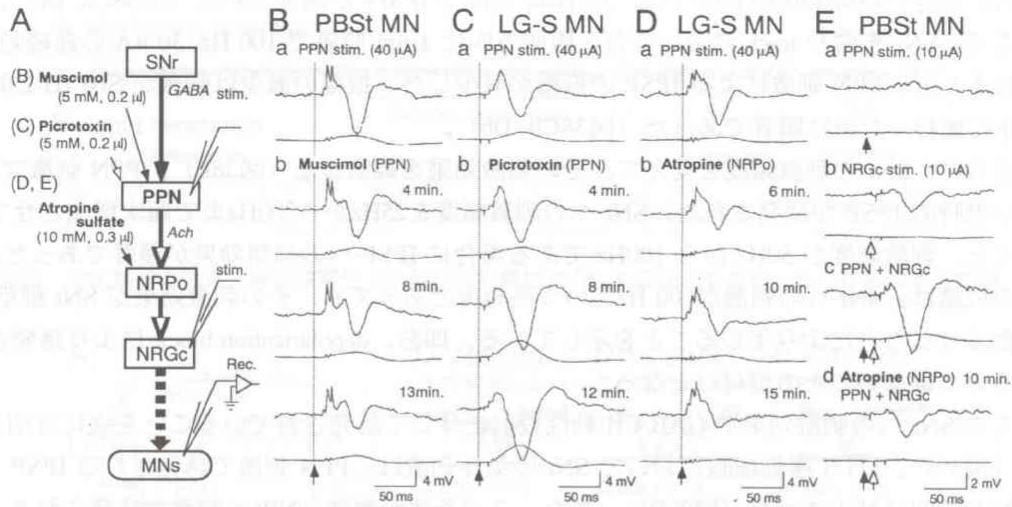 A B PBSt MN C LG-S MN D LG-S MN E PBSt MN
a PPN stim. (40 μA) a PPN stim. (40 μA) a PPN stim. (40 μA) a PPN stim. (10 μA)
SNr
(B) Muscimol
(5 mM, 0.2 μl)
GABA stim.
(C) Picrotoxin
(5 mM, 0.2 μl)
PPN
(D, E)
Atropine
sulfate
(10 mM, 0.3 μl)
Ach
NRPo
stim.
NRGc
Rec.
MNs
b Muscimol (PPN)
4 min.
8 min.
13min.
4 mV
50 ms
b Picrotoxin (PPN)
4 min.
8 min.
12 min.
4 mV
50 ms
b Atropine (NRPo)
6 min.
10 min.
15 min.
4 mV
50 ms
b NRGc stim. (10 μA)
c PPN + NRGc
d Atropine (NRPo) 10 min.
PPN + NRGc
2 mV
50 ms